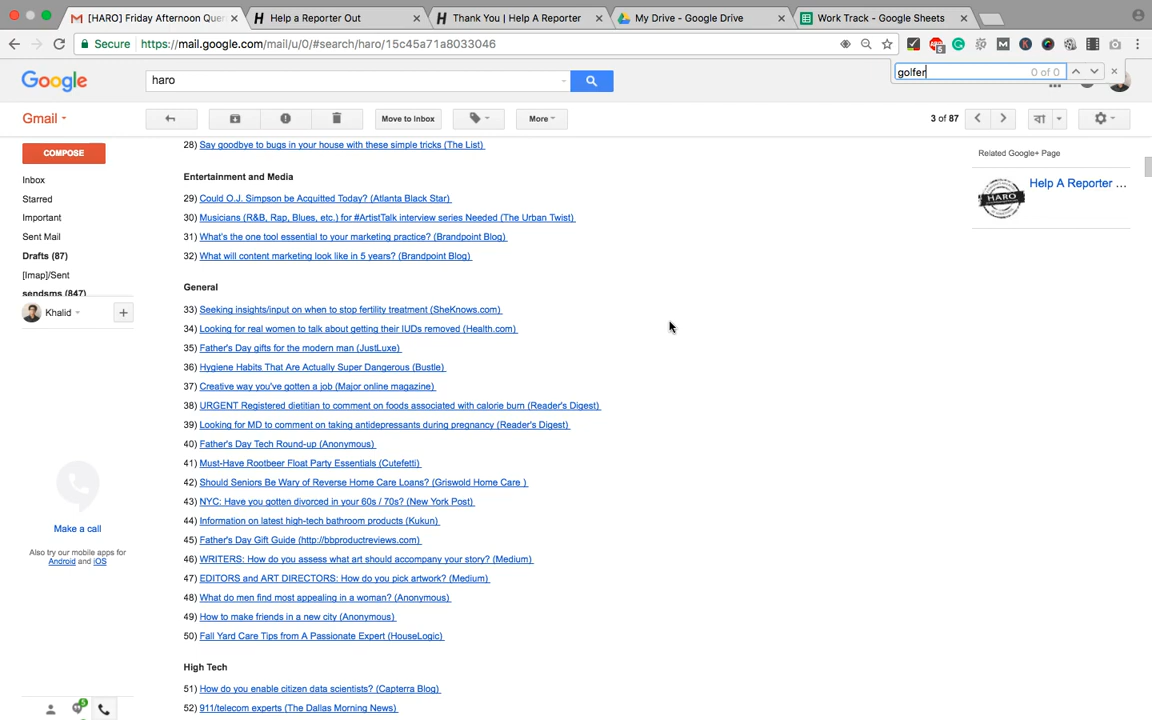 [HARO] Friday Afternoon Quer
Help a Reporter Out
Thank You | Help A Reporter
My Drive - Google Drive
Work Track - Google Sheets
Secure
https://mail.google.com/mail/u/0/#search/haro/15c45a71a8033046
5
golfer
0 of 0
Google
haro
Gmail
Move to Inbox
More
3 of 87
COMPOSE
Inbox
Starred
Important
Sent Mail
Drafts (87)
[Imap]/Sent
sendsms (847)
Khalid
Make a call
Also try our mobile apps for
Android and iOS
5
28) Say goodbye to bugs in your house with these simple tricks (The List)
Entertainment and Media
29) Could O.J. Simpson be Acquitted Today? (Atlanta Black Star)
30) Musicians (R&B, Rap, Blues, etc.) for #ArtistTalk interview series Needed (The Urban Twist)
31) What's the one tool essential to your marketing practice? (Brandpoint Blog)
32) What will content marketing look like in 5 years? (Brandpoint Blog)
General
33) Seeking insights/input on when to stop fertility treatment (SheKnows.com)
34) Looking for real women to talk about getting their IUDs removed (Health.com)
35) Father's Day gifts for the modern man (JustLuxe)
36) Hygiene Habits That Are Actually Super Dangerous (Bustle)
37) Creative way you've gotten a job (Major online magazine)
38) URGENT Registered dietitian to comment on foods associated with calorie burn (Reader's Digest)
39) Looking for MD to comment on taking antidepressants during pregnancy (Reader's Digest)
40) Father's Day Tech Round-up (Anonymous)
41) Must-Have Rootbeer Float Party Essentials (Cutefetti)
42) Should Seniors Be Wary of Reverse Home Care Loans? (Griswold Home Care )
43) NYC: Have you gotten divorced in your 60s / 70s? (New York Post)
44) Information on latest high-tech bathroom products (Kukun)
45) Father's Day Gift Guide (http://bbproductreviews.com)
46) WRITERS: How do you assess what art should accompany your story? (Medium)
47) EDITORS and ART DIRECTORS: How do you pick artwork? (Medium)
48) What do men find most appealing in a woman? (Anonymous)
49) How to make friends in a new city (Anonymous)
50) Fall Yard Care Tips from A Passionate Expert (HouseLogic)
High Tech
51) How do you enable citizen data scientists? (Capterra Blog)
52) 911/telecom experts (The Dallas Morning News)
Related Google+ Page
HARO
Help A Reporter ...